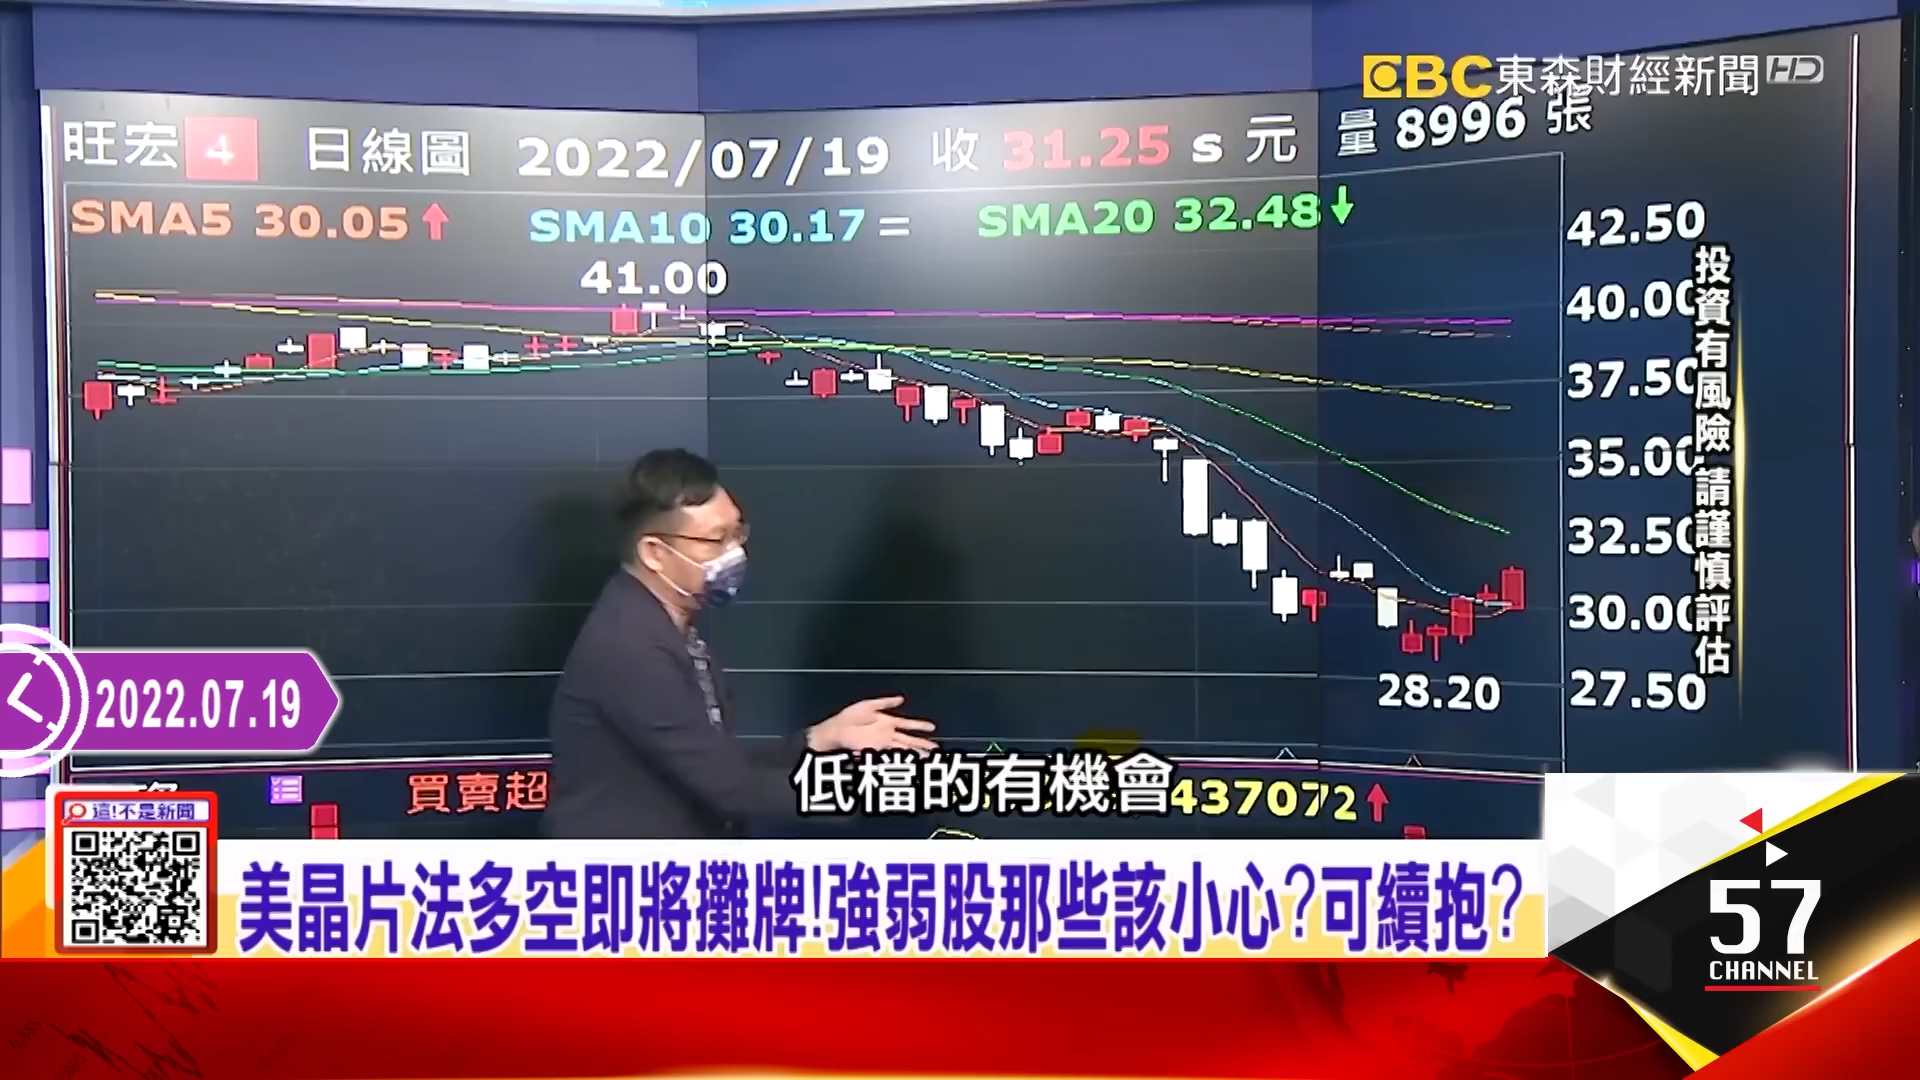 EBC 東森財經新聞 HD
旺宏 4 日線圖 2022/07/19 收 31.25 s 元 量 8996 張
SMA5 30.05↑ SMA10 30.17 = SMA20 32.48↓
41.00
42.50
40.00
37.50
35.00
32.50
30.00
27.50
28.20
投資有風險 請謹慎評估
2022.07.19
買賣超
437072↑
低檔的有機會
這!不是新聞
美晶片法多空即將攤牌!強弱股那些該小心?可續抱?
57
CHANNEL